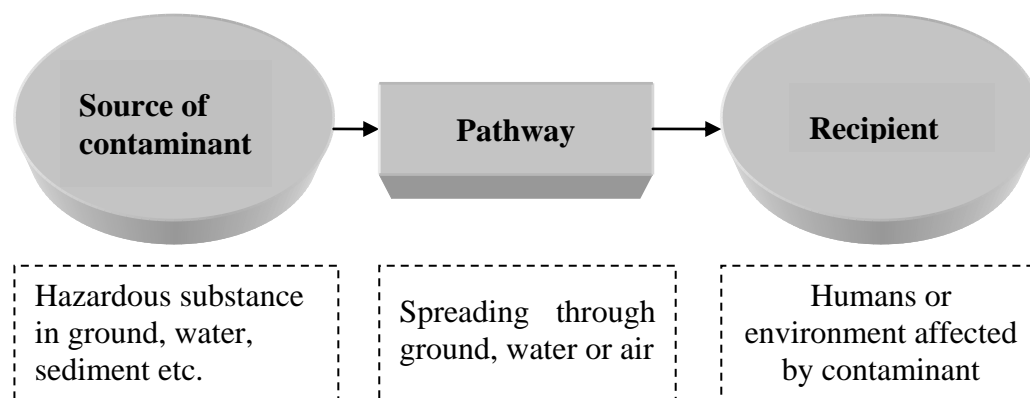 Source of
contaminant
Pathway
Recipient
Hazardous substance
in ground, water,
sediment etc.
Spreading through
ground, water or air
Humans or
environment affected
by contaminant